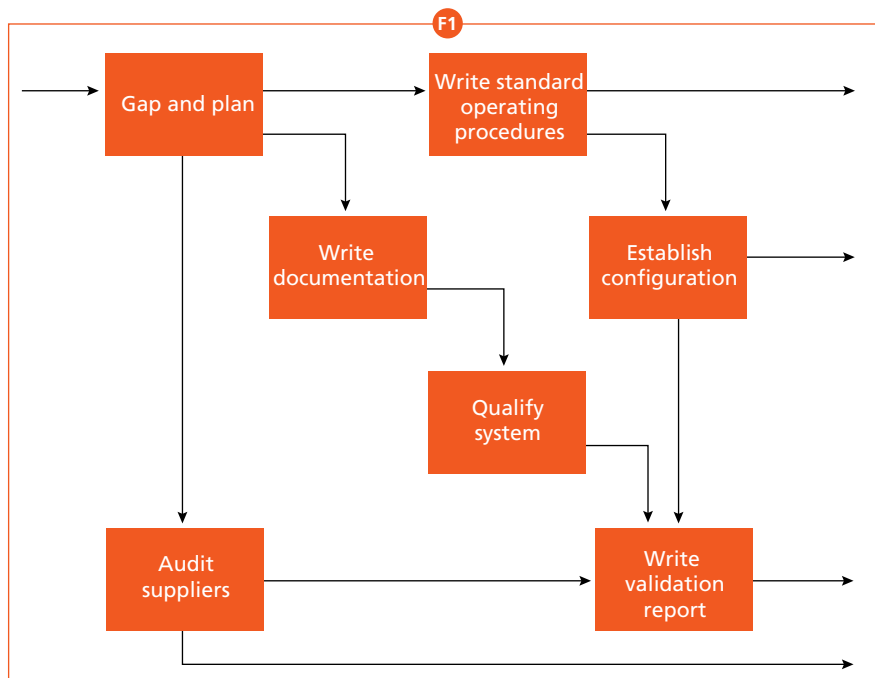 F1
Gap and plan
Write standard
operating
procedures
Write
documentation
Establish
configuration
Qualify
system
Audit
suppliers
Write
validation
report